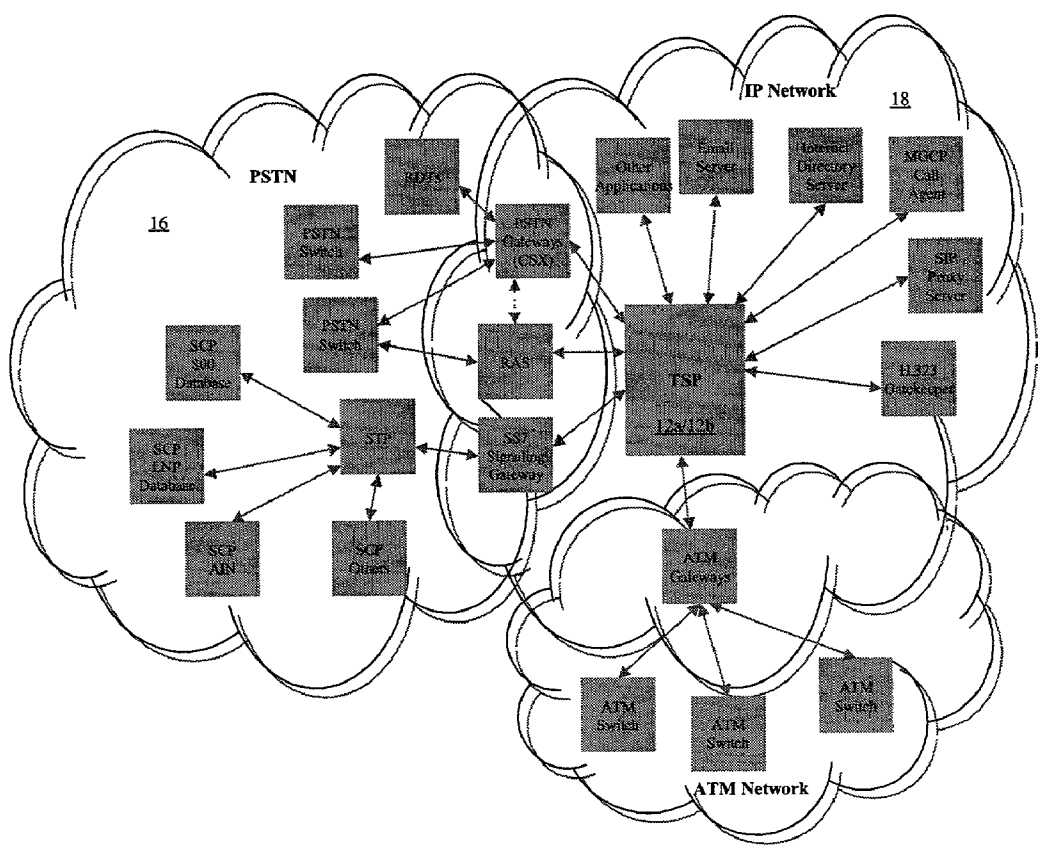 IP Network
18
PSTN
16
RDTS
Other
Applications
Email
Server
Internet
Directory
Server
MGCP
Call
Agent
PSTN
Switch
PSTN
Gateways
(CSX)
SIP
Proxy
Server
PSTN
Switch
RAS
TSP
12a/12b
SCP
800
Database
H.323
Gatekeeper
STP
SS7
Signaling
Gateway
SCP
LNP
Database
SCP
AIN
SCP
Others
ATM
Gateways
ATM
Switch
ATM
Switch
ATM
Switch
ATM Network